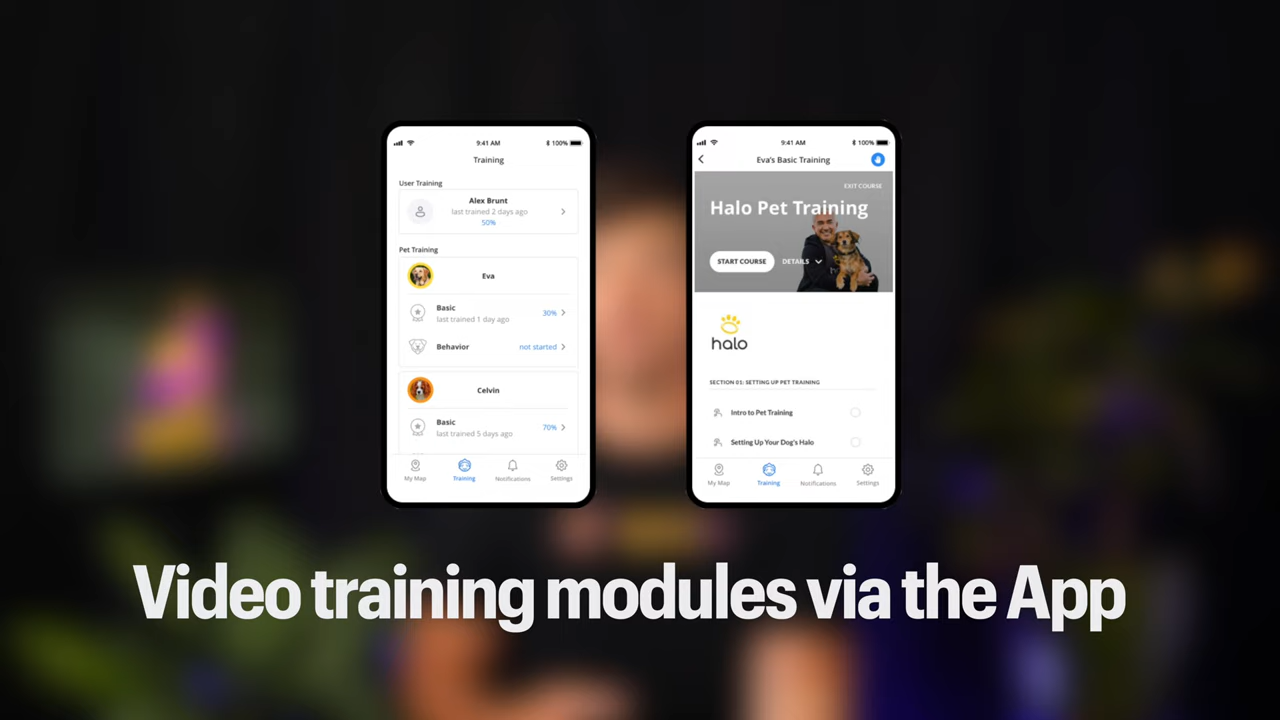 9:41 AM
100%
Training
User Training
Alex Brunt
last trained 2 days ago
50%
Pet Training
Eva
Basic
last trained 1 day ago
30%
Behavior
not started
Celvin
Basic
last trained 5 days ago
70%
My Map
Training
Notifications
Settings
9:41 AM
100%
Eva's Basic Training
EXIT COURSE
Halo Pet Training
START COURSE
DETAILS
halo
SECTION 01: SETTING UP PET TRAINING
Intro to Pet Training
Setting Up Your Dog's Halo
My Map
Training
Notifications
Settings
Video training modules via the App